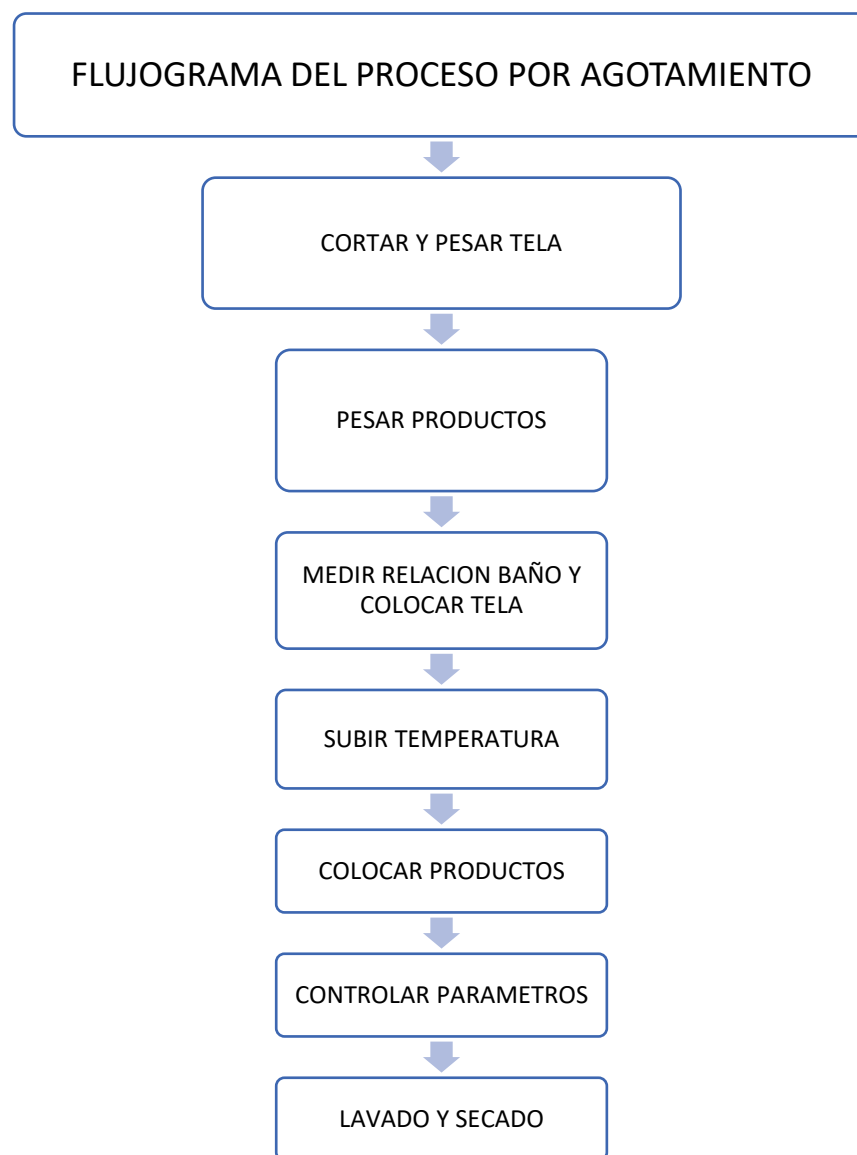 FLUJOGRAMA DEL PROCESO POR AGOTAMIENTO
CORTAR Y PESAR TELA
PESAR PRODUCTOS
MEDIR RELACION BAÑO Y
COLOCAR TELA
SUBIR TEMPERATURA
COLOCAR PRODUCTOS
CONTROLAR PARAMETROS
LAVADO Y SECADO